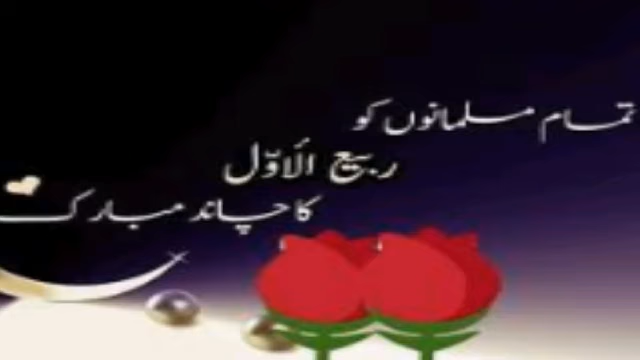 تمام مسلمانوں کو
ربیع الاوّل
کا چاند مبارک